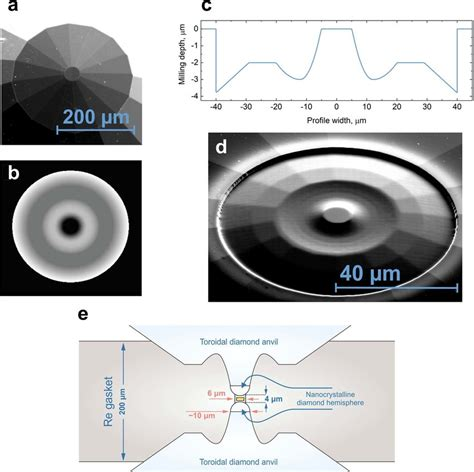 a
200 µm
b
c
Milling depth, µm
0
-1
-2
-3
-4
-40 -30 -20 -10 0 10 20 30 40
Profile width, µm
d
40 µm
e
Toroidal diamond anvil
Re gasket
200 µm
6 µm
4 µm
~10 µm
Nanocrystalline
diamond hemisphere
Toroidal diamond anvil